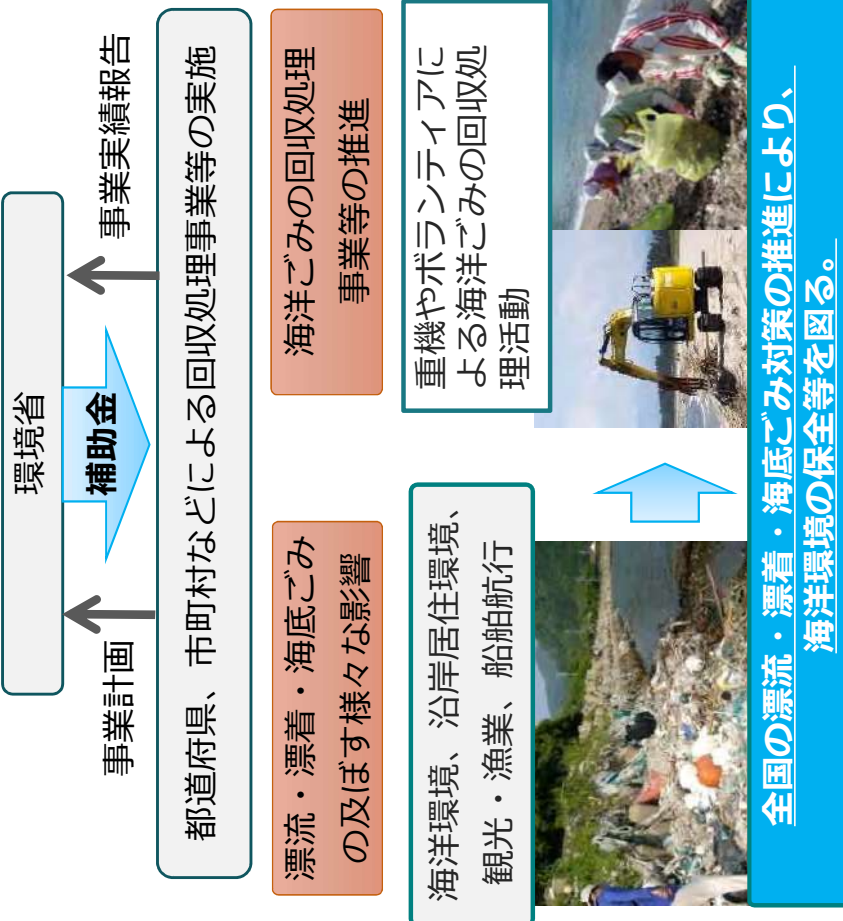 環境省
事業計画
補助金
事業実績報告
都道府県、市町村などによる回収処理事業等の実施
漂流・漂着・海底ごみ
の及ぼす様々な影響
海洋ごみの回収処理
事業等の推進
海洋環境、沿岸居住環境、
観光・漁業、船舶航行
重機やボランティアに
よる海洋ごみの回収処
理活動
全国の漂流・漂着・海底ごみ対策の推進により、
海洋環境の保全等を図る。